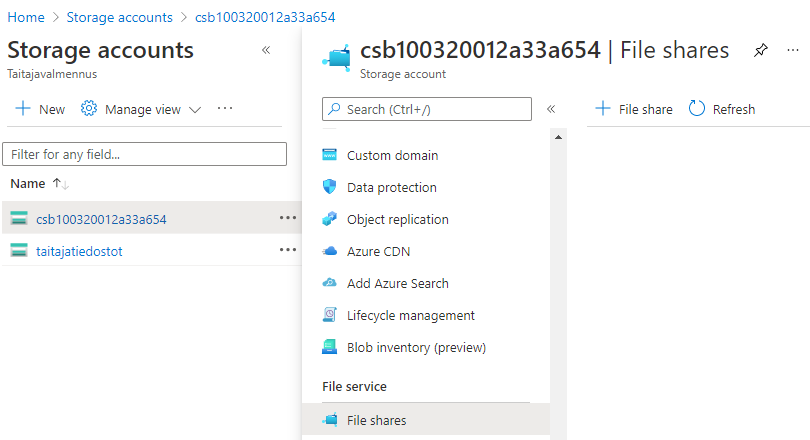 Home > Storage accounts > csb100320012a33a654
Storage accounts «
Taitajavalmennus
+ New Manage view ···
Filter for any field...
Name ↑↓
csb100320012a33a654 ···
taitajatiedostot ···
csb100320012a33a654 | File shares ···
Storage account
Search (Ctrl+/) «
Custom domain
Data protection
Object replication
Azure CDN
Add Azure Search
Lifecycle management
Blob inventory (preview)
File service
File shares
+ File share Refresh